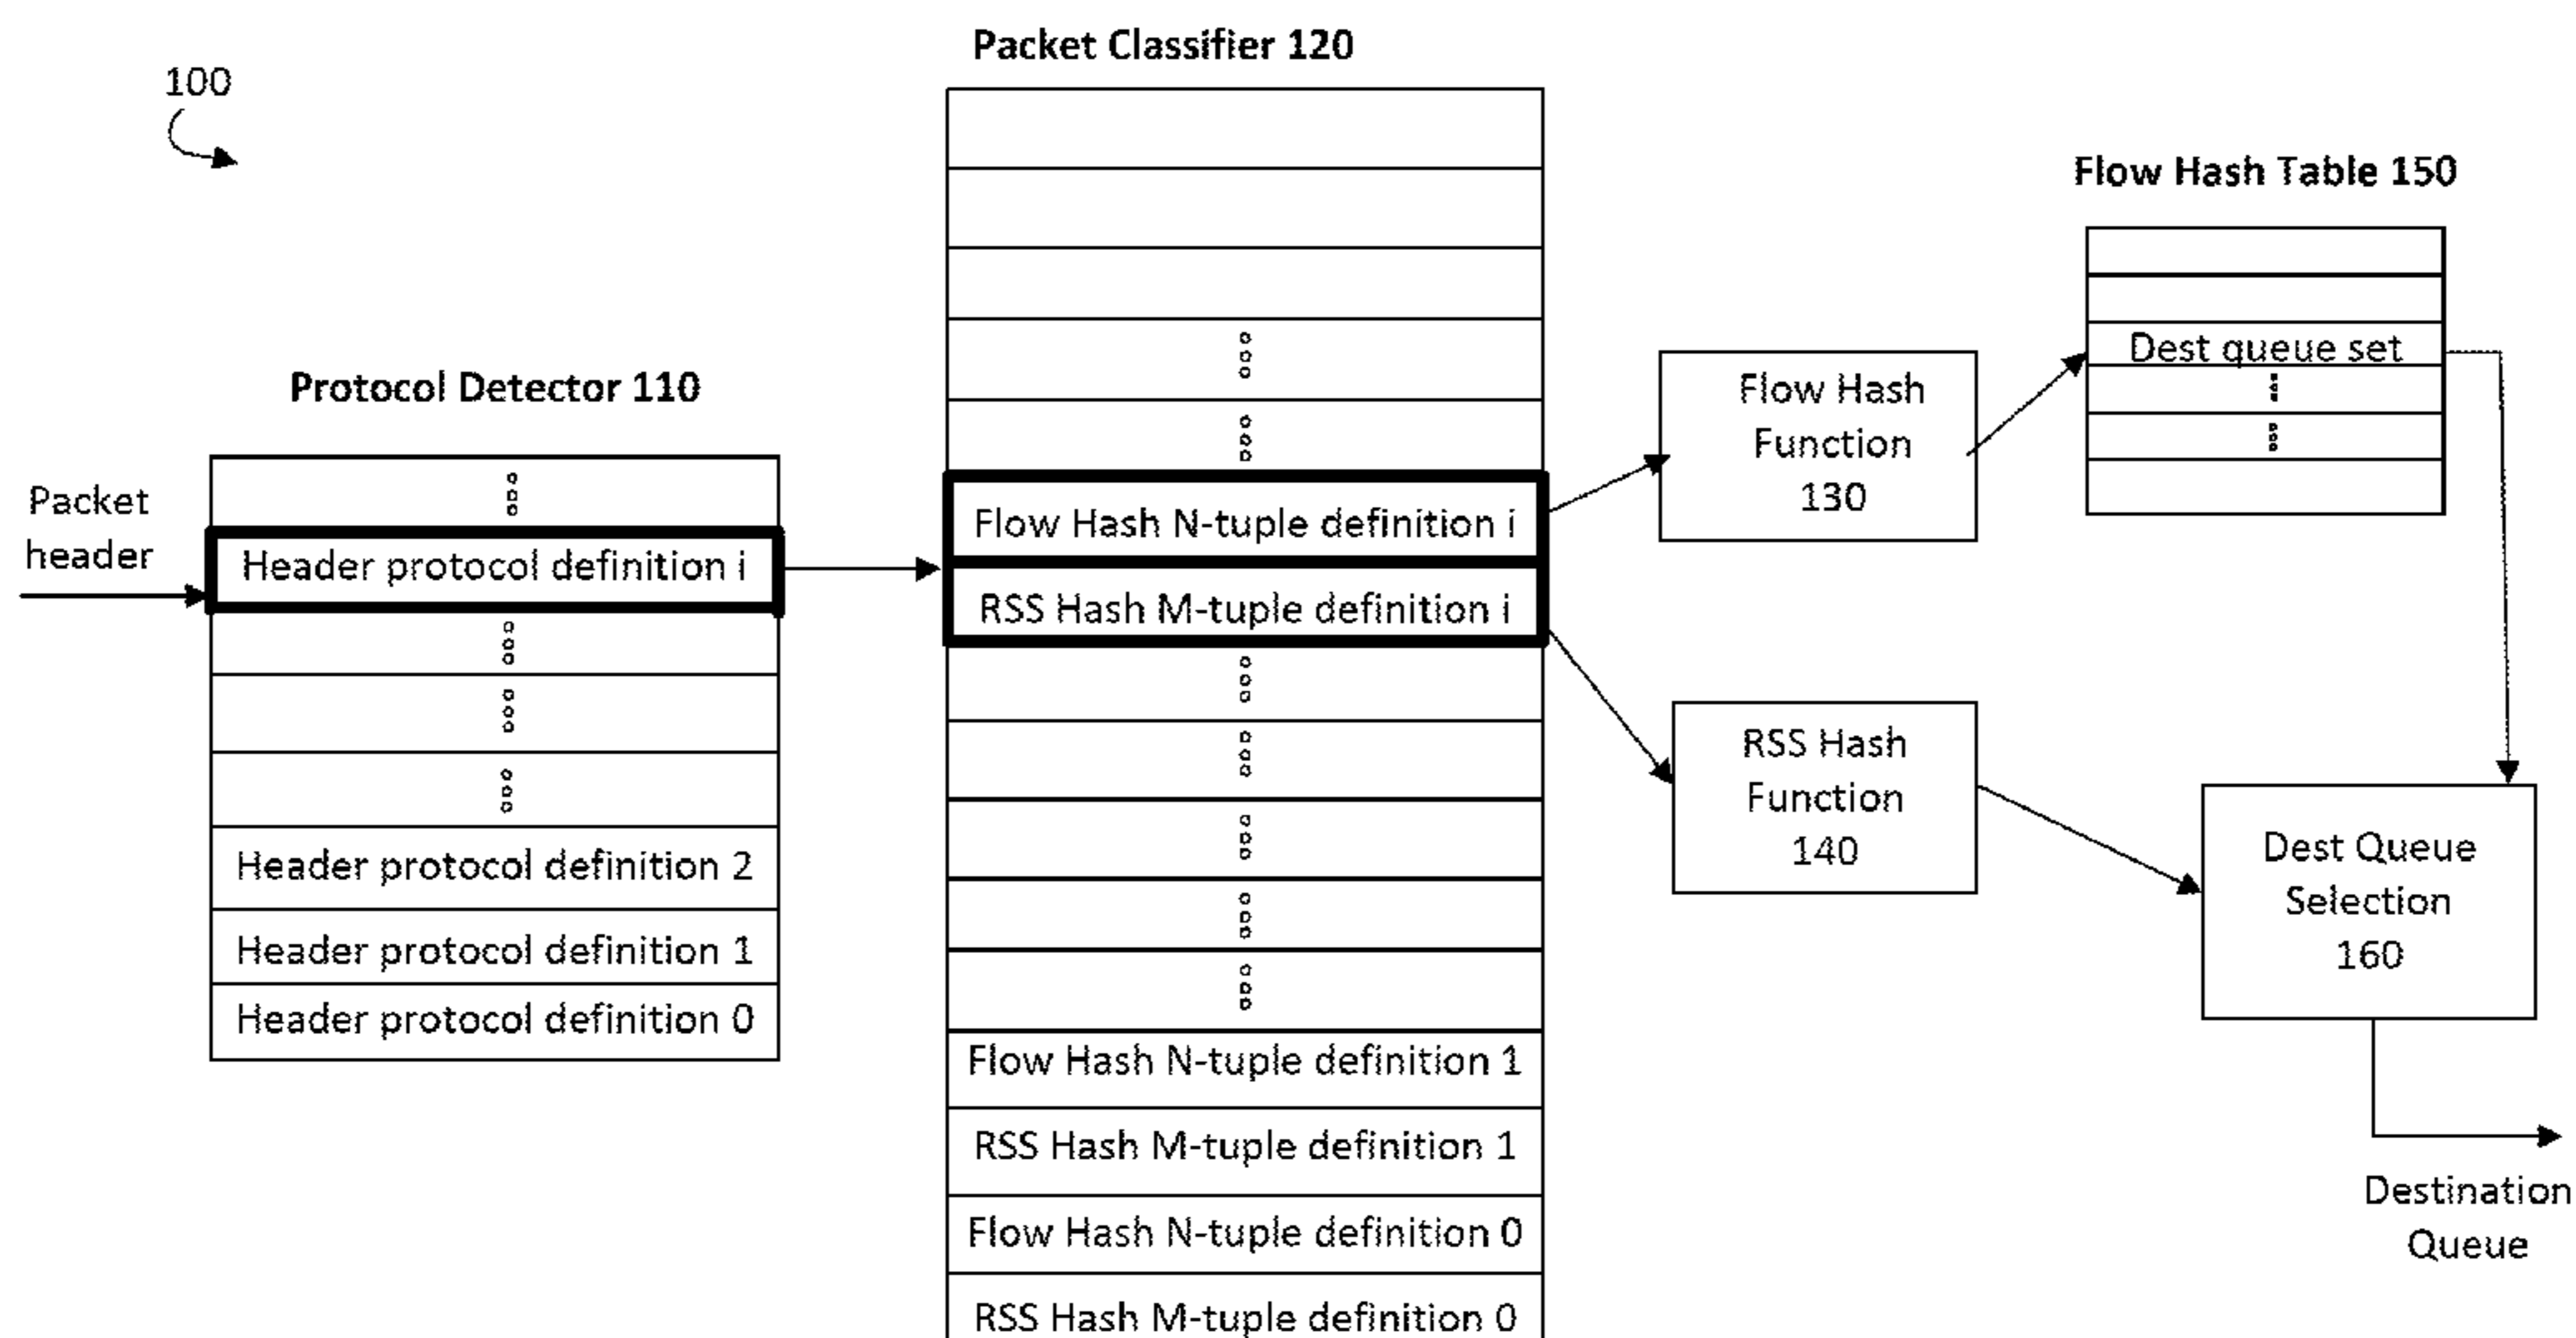 100
Packet Classifier 120
Flow Hash Table 150
Dest queue set
Protocol Detector 110
Packet
header
Header protocol definition i
Header protocol definition 2
Header protocol definition 1
Header protocol definition 0
Flow Hash N-tuple definition i
RSS Hash M-tuple definition i
Flow Hash N-tuple definition 1
RSS Hash M-tuple definition 1
Flow Hash N-tuple definition 0
RSS Hash M-tuple definition 0
Flow Hash
Function
130
RSS Hash
Function
140
Dest Queue
Selection
160
Destination
Queue